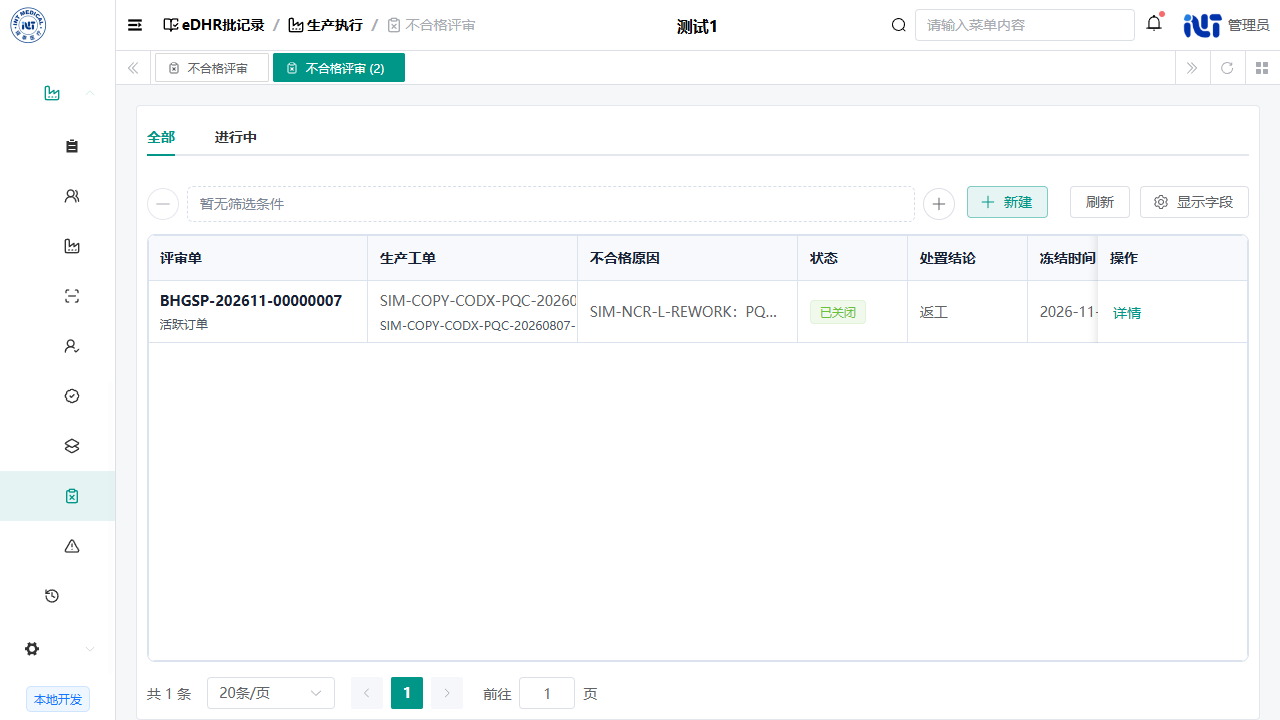 eDHR批记录 / 生产执行 / 不合格评审
测试1
请输入菜单内容
管理员
不合格评审
不合格评审 (2)
全部
进行中
暂无筛选条件
新建
刷新
显示字段
评审单
生产工单
不合格原因
状态
处置结论
冻结时间
操作
BHGSP-202611-00000007
活跃订单
SIM-COPY-CODX-PQC-20260
SIM-COPY-CODX-PQC-20260807-
SIM-NCR-L-REWORK：PQ...
已关闭
返工
2026-11-
详情
本地开发
共 1 条
20条/页
1
前往
1
页